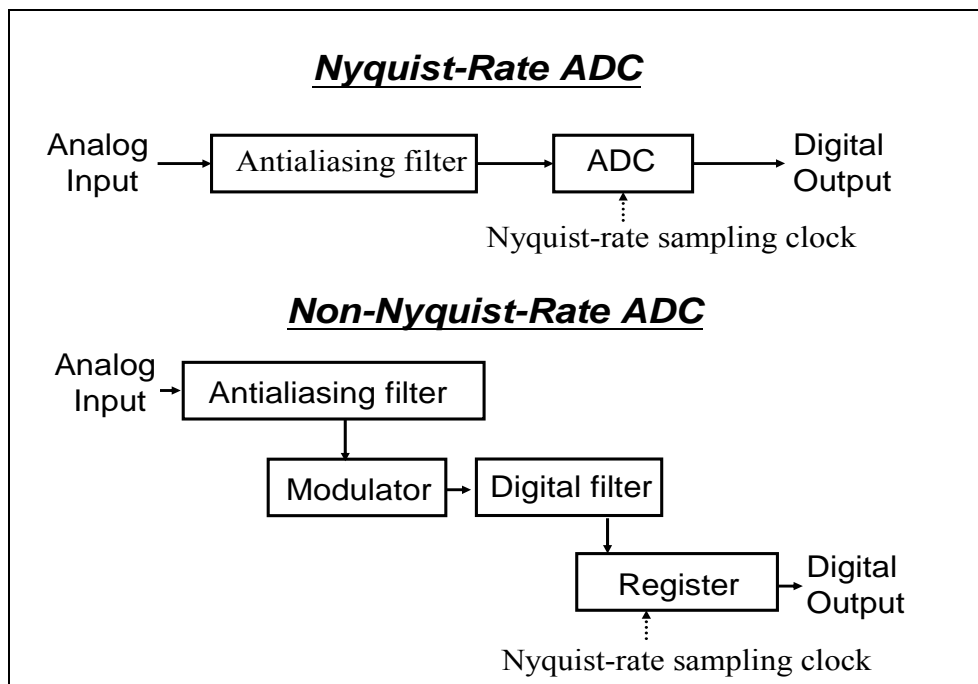 Nyquist-Rate ADC
Analog
Input
Antialiasing filter
ADC
Digital
Output
Nyquist-rate sampling clock
Non-Nyquist-Rate ADC
Analog
Input
Antialiasing filter
Modulator
Digital filter
Register
Digital
Output
Nyquist-rate sampling clock